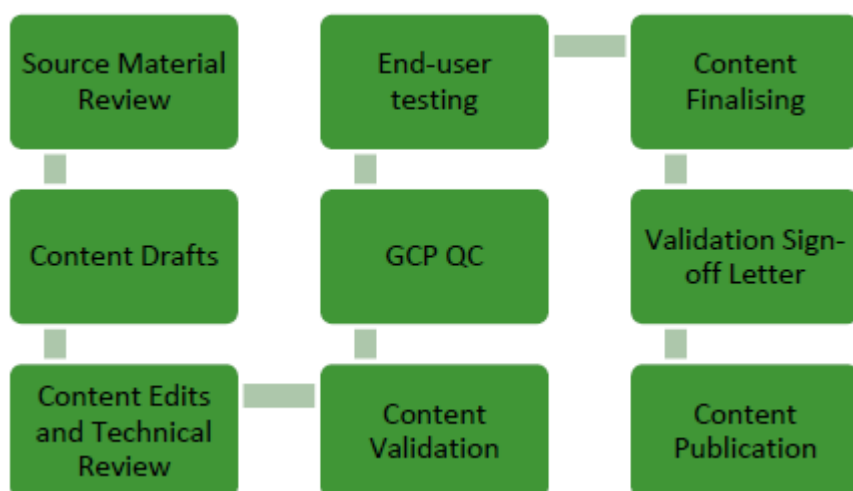 Source Material
Review
Content Drafts
Content Edits
and Technical
Review
Content
Validation
GCP QC
End-user
testing
Content
Finalising
Validation Sign-
off Letter
Content
Publication